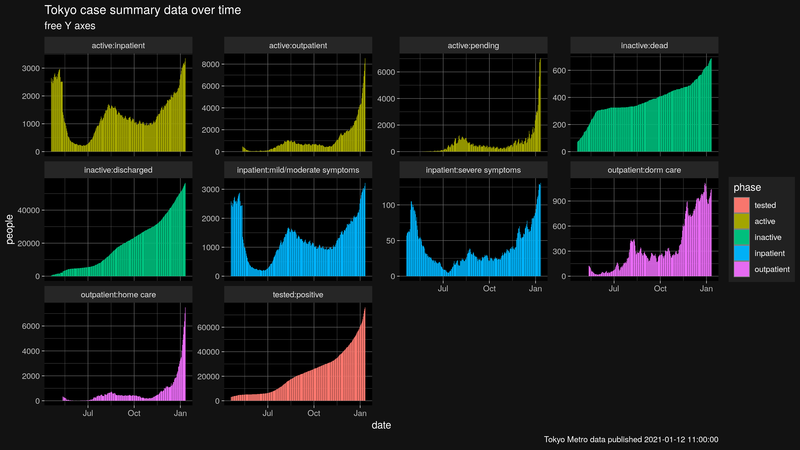 Tokyo case summary data over time
free Y axes
active:inpatient
active:outpatient
active:pending
inactive:dead
3000
2000
1000
0
8000
6000
4000
2000
0
6000
4000
2000
0
600
400
200
0
inactive:discharged
inpatient:mild/moderate symptoms
inpatient:severe symptoms
outpatient:dorm care
40000
20000
0
3000
2000
1000
0
100
50
0
900
600
300
0
Jul Oct Jan
Jul Oct Jan
outpatient:home care
tested:positive
6000
4000
2000
0
60000
40000
20000
0
Jul Oct Jan
Jul Oct Jan
people
date
phase
tested
active
inactive
inpatient
outpatient
Tokyo Metro data published 2021-01-12 11:00:00